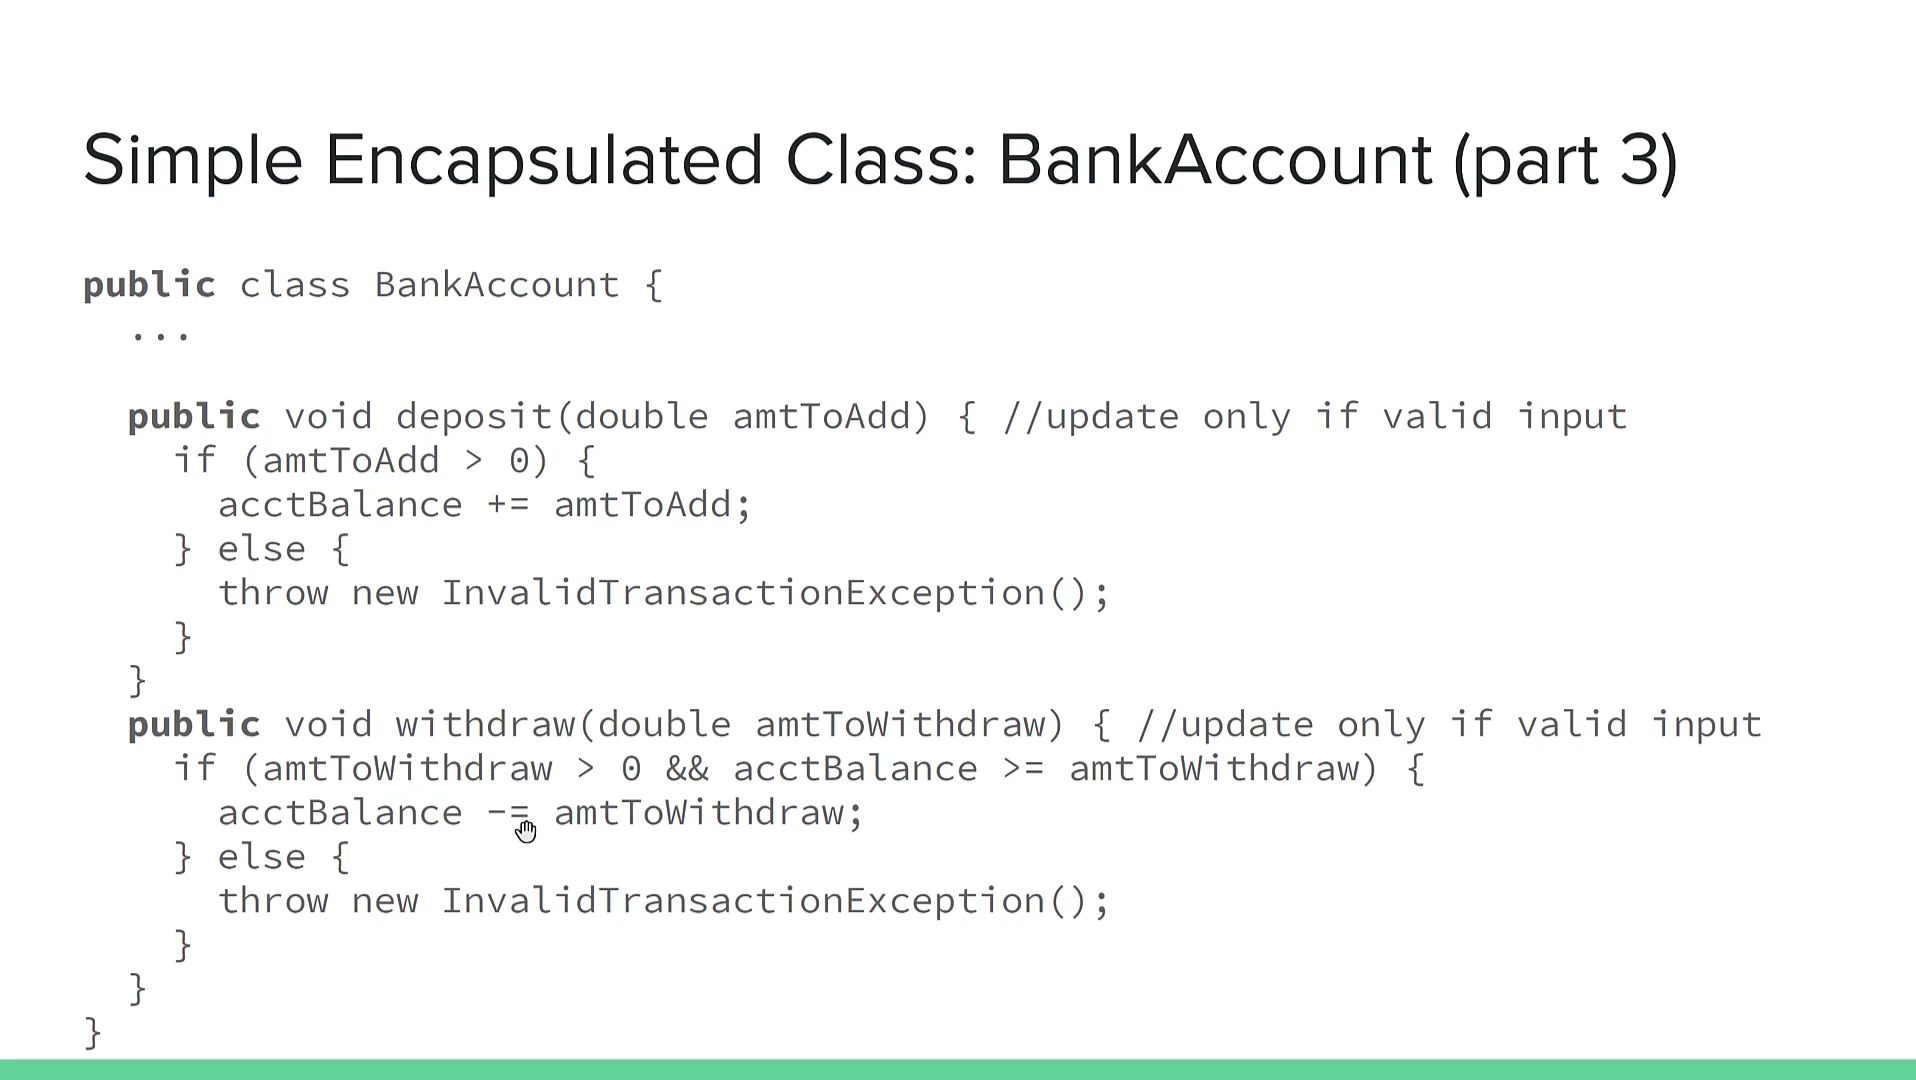 Simple Encapsulated Class: BankAccount (part 3)
public class BankAccount {
...
public void deposit(double amtToAdd) { //update only if valid input
if (amtToAdd > 0) {
acctBalance += amtToAdd;
} else {
throw new InvalidTransactionException();
}
}
public void withdraw(double amtToWithdraw) { //update only if valid input
if (amtToWithdraw > 0 && acctBalance >= amtToWithdraw) {
acctBalance -= amtToWithdraw;
} else {
throw new InvalidTransactionException();
}
}
}